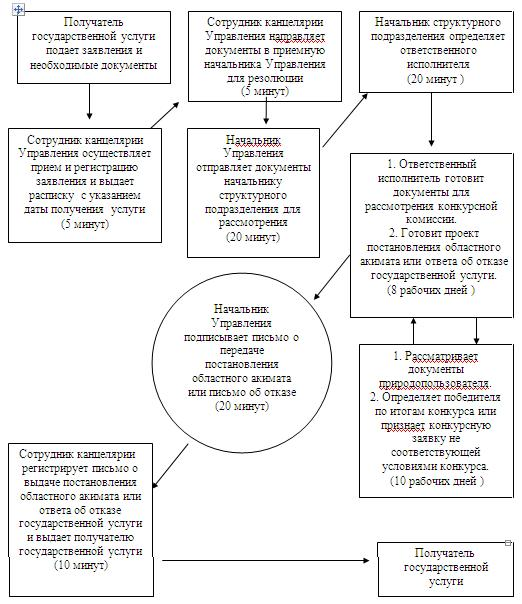 Получатель
государственной услуги
подает заявления и
необходимые документы
Сотрудник канцелярии
Управления осуществляет
прием и регистрацию
заявления и выдает
расписку с указанием
даты получения услуги
(5 минут)
Сотрудник канцелярии
Управления направляет
документы в приемную
начальника Управления
для резолюции
(5 минут)
Начальник
Управления
отправляет документы
начальнику
структурного
подразделения для
рассмотрения
(20 минут)
Начальник структурного
подразделения определяет
ответственного
исполнителя
(20 минут )
1. Ответственный
исполнитель готовит
документы для
рассмотрения конкурсной
комиссии.
2. Готовит проект
постановления областного
акимата или ответа об отказе
государственной услуги.
(8 рабочих дней )
1. Рассматривает
документы
природопользователя.
2. Определяет победителя
по итогам конкурса или
признает конкурсную
заявку не
соответствующей
условиями конкурса.
(10 рабочих дней )
Начальник
Управления
подписывает письмо о
передаче
постановления
областного акимата
или письмо об отказе
(20 минут)
Сотрудник канцелярии
регистрирует письмо о
выдаче постановления
областного акимата или
ответа об отказе
государственной услуги
и выдает получателю
государственной услуги
(10 минут)
Получатель
государственной
услуги